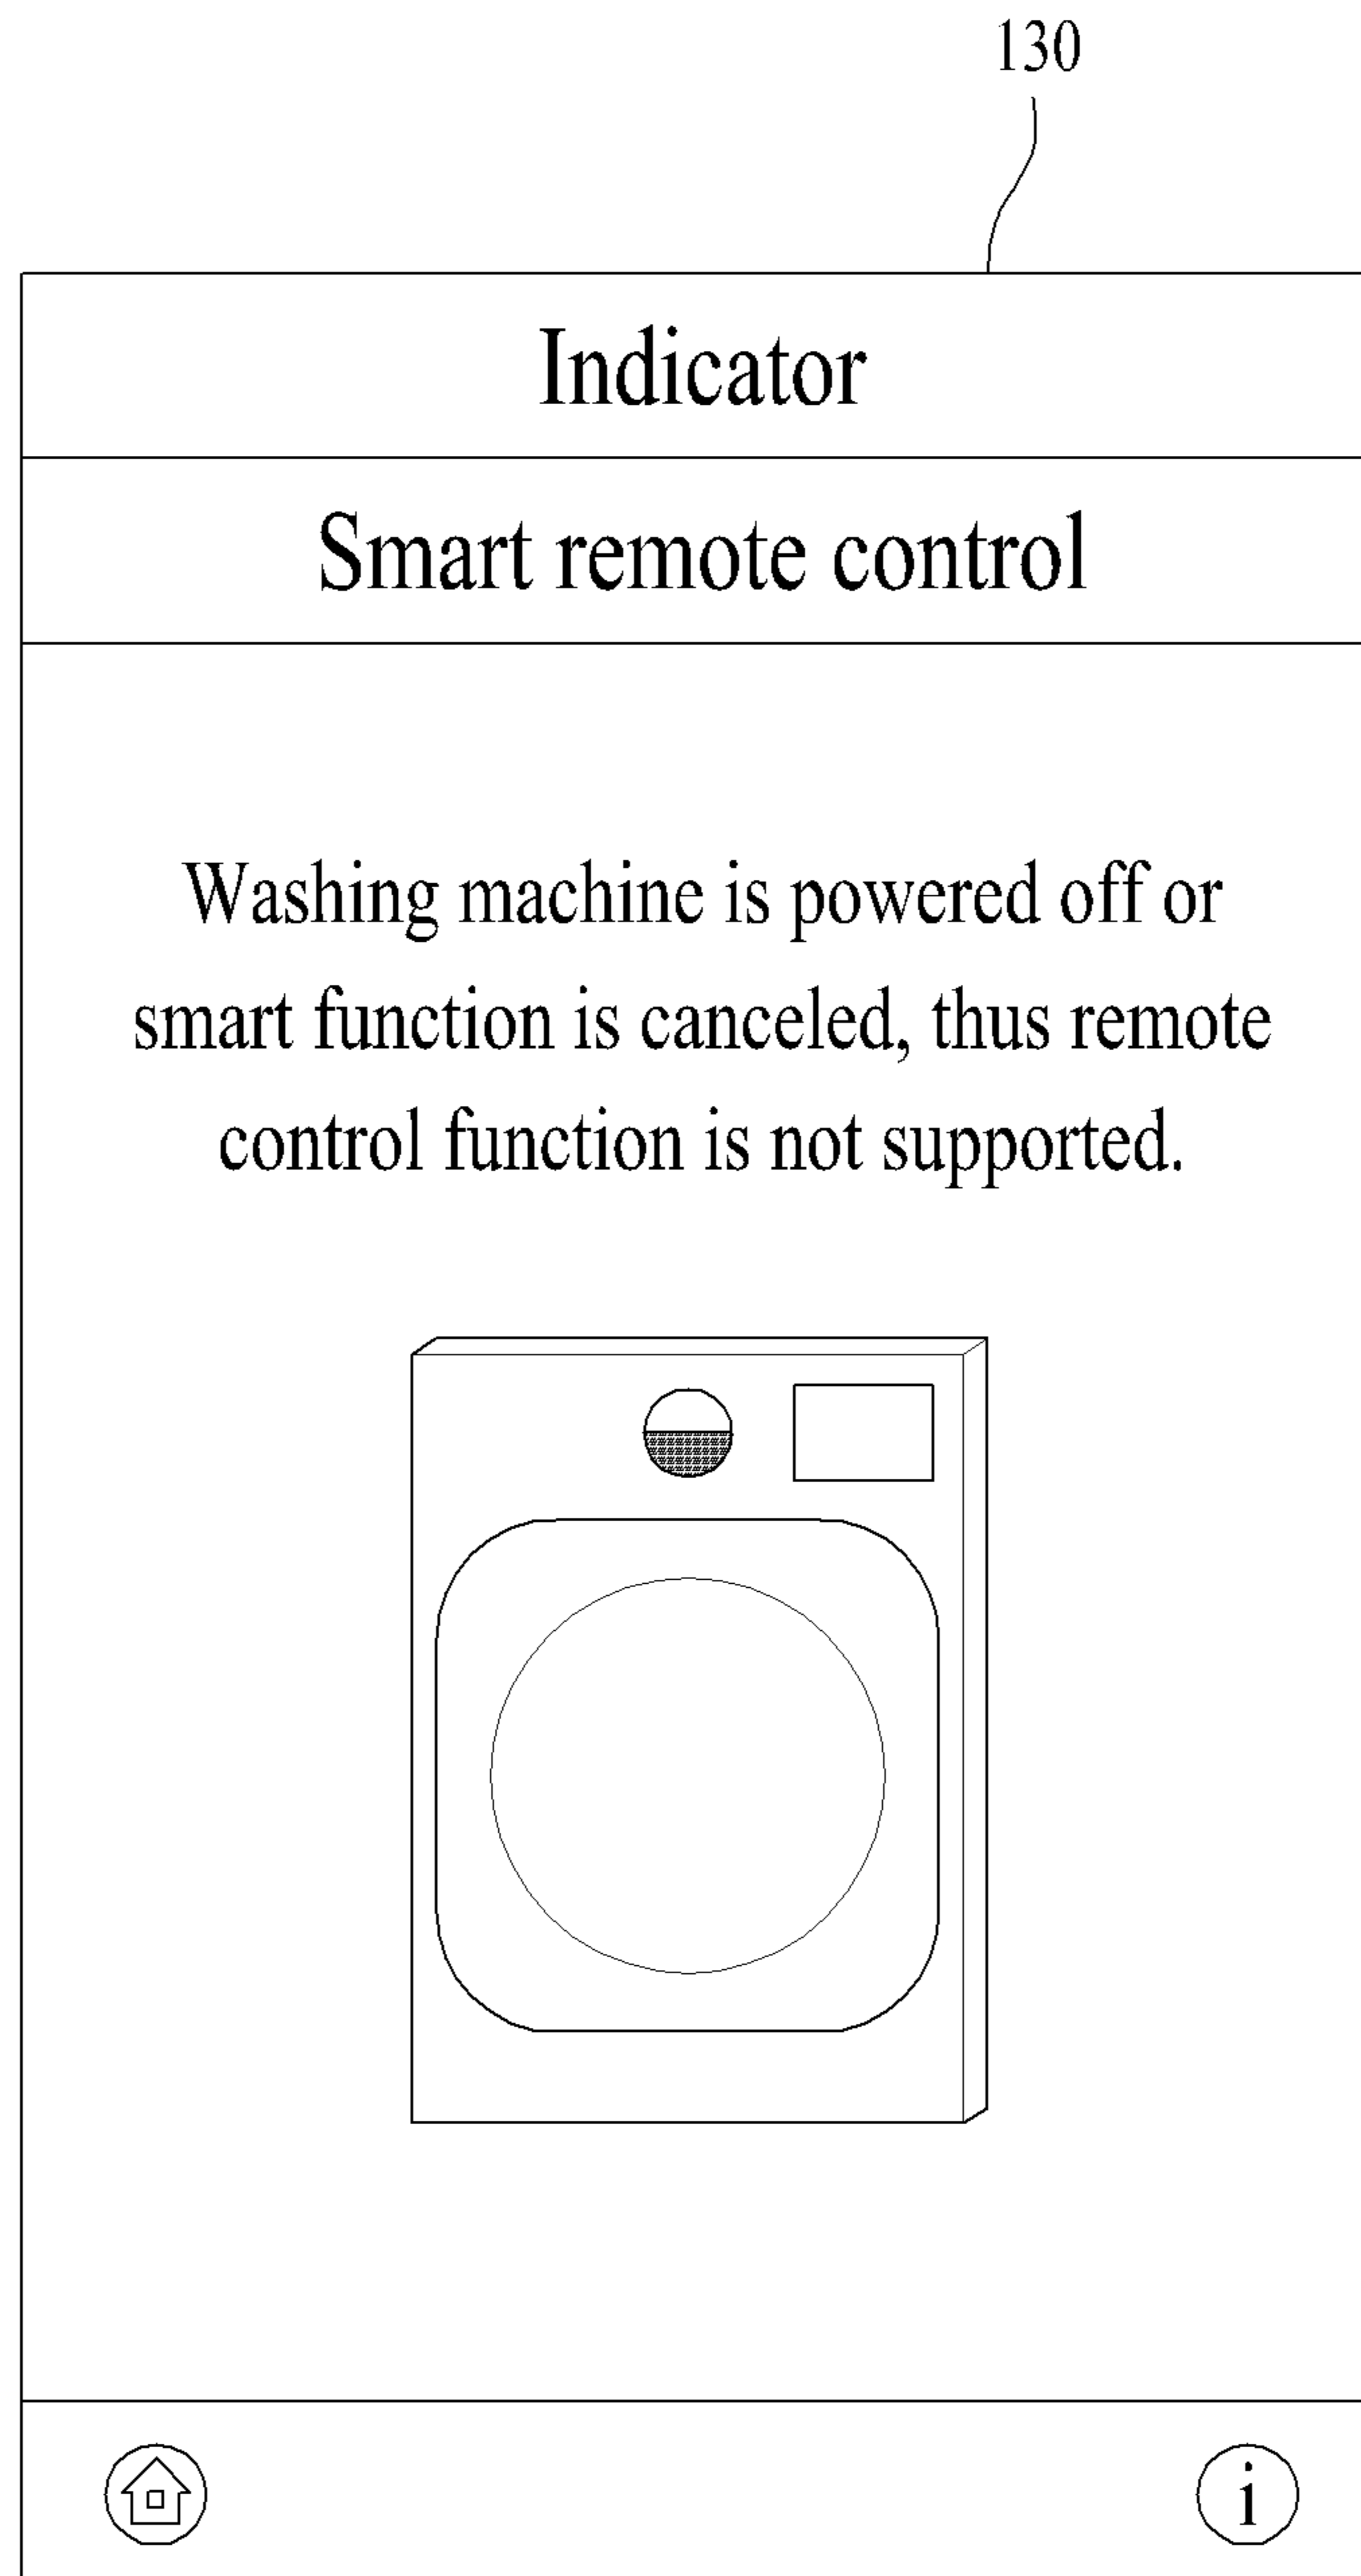 130
Indicator
Smart remote control
Washing machine is powered off or
smart function is canceled, thus remote
control function is not supported.
i